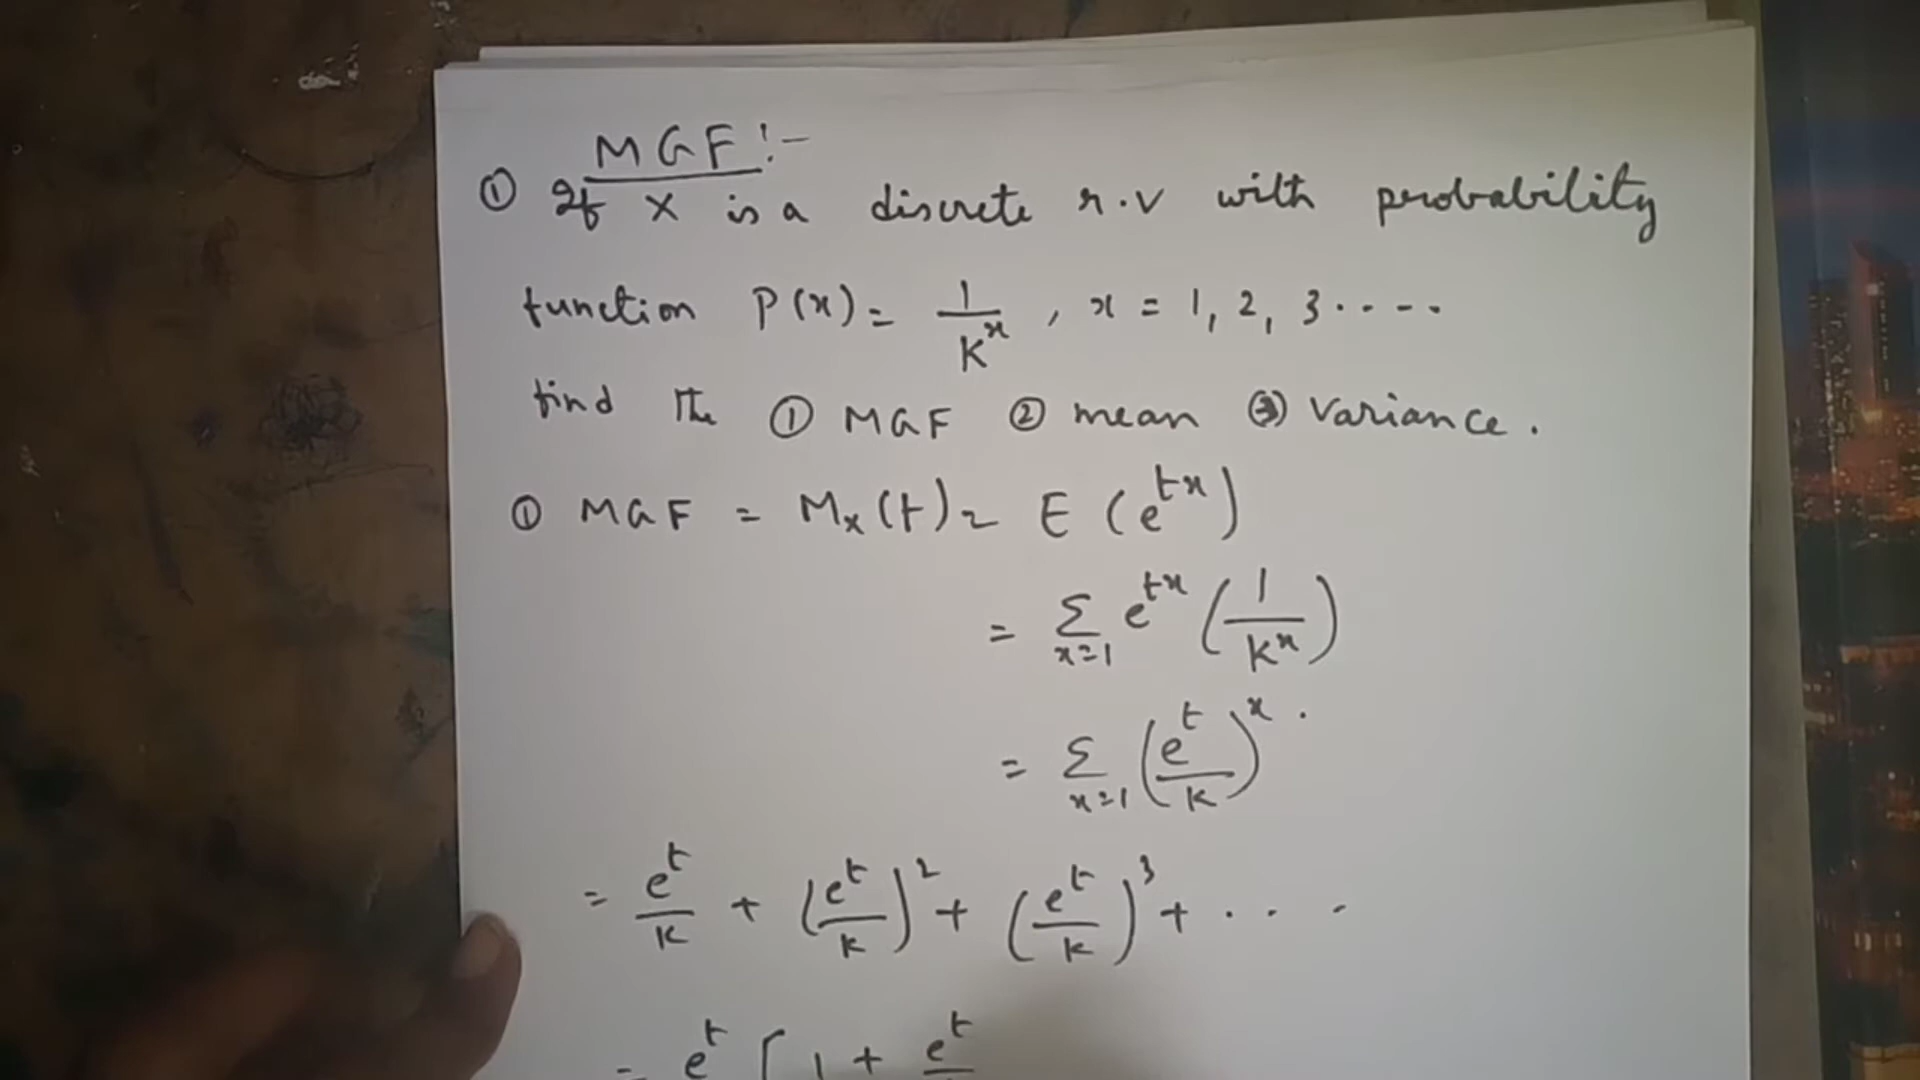 MGF:-
① If X is a discrete r.v with probability
function P(x) = 1/K^x , x = 1, 2, 3 ....
find the ① MGF ② mean ③ Variance.
① MGF = M_x(t) = E(e^{tx})
= Σ_{x=1} e^{tx} (1/K^x)
= Σ_{x=1} (e^t/K)^x .
= e^t/K + (e^t/K)^2 + (e^t/K)^3 + . . .
= e^t [ 1 + e^t